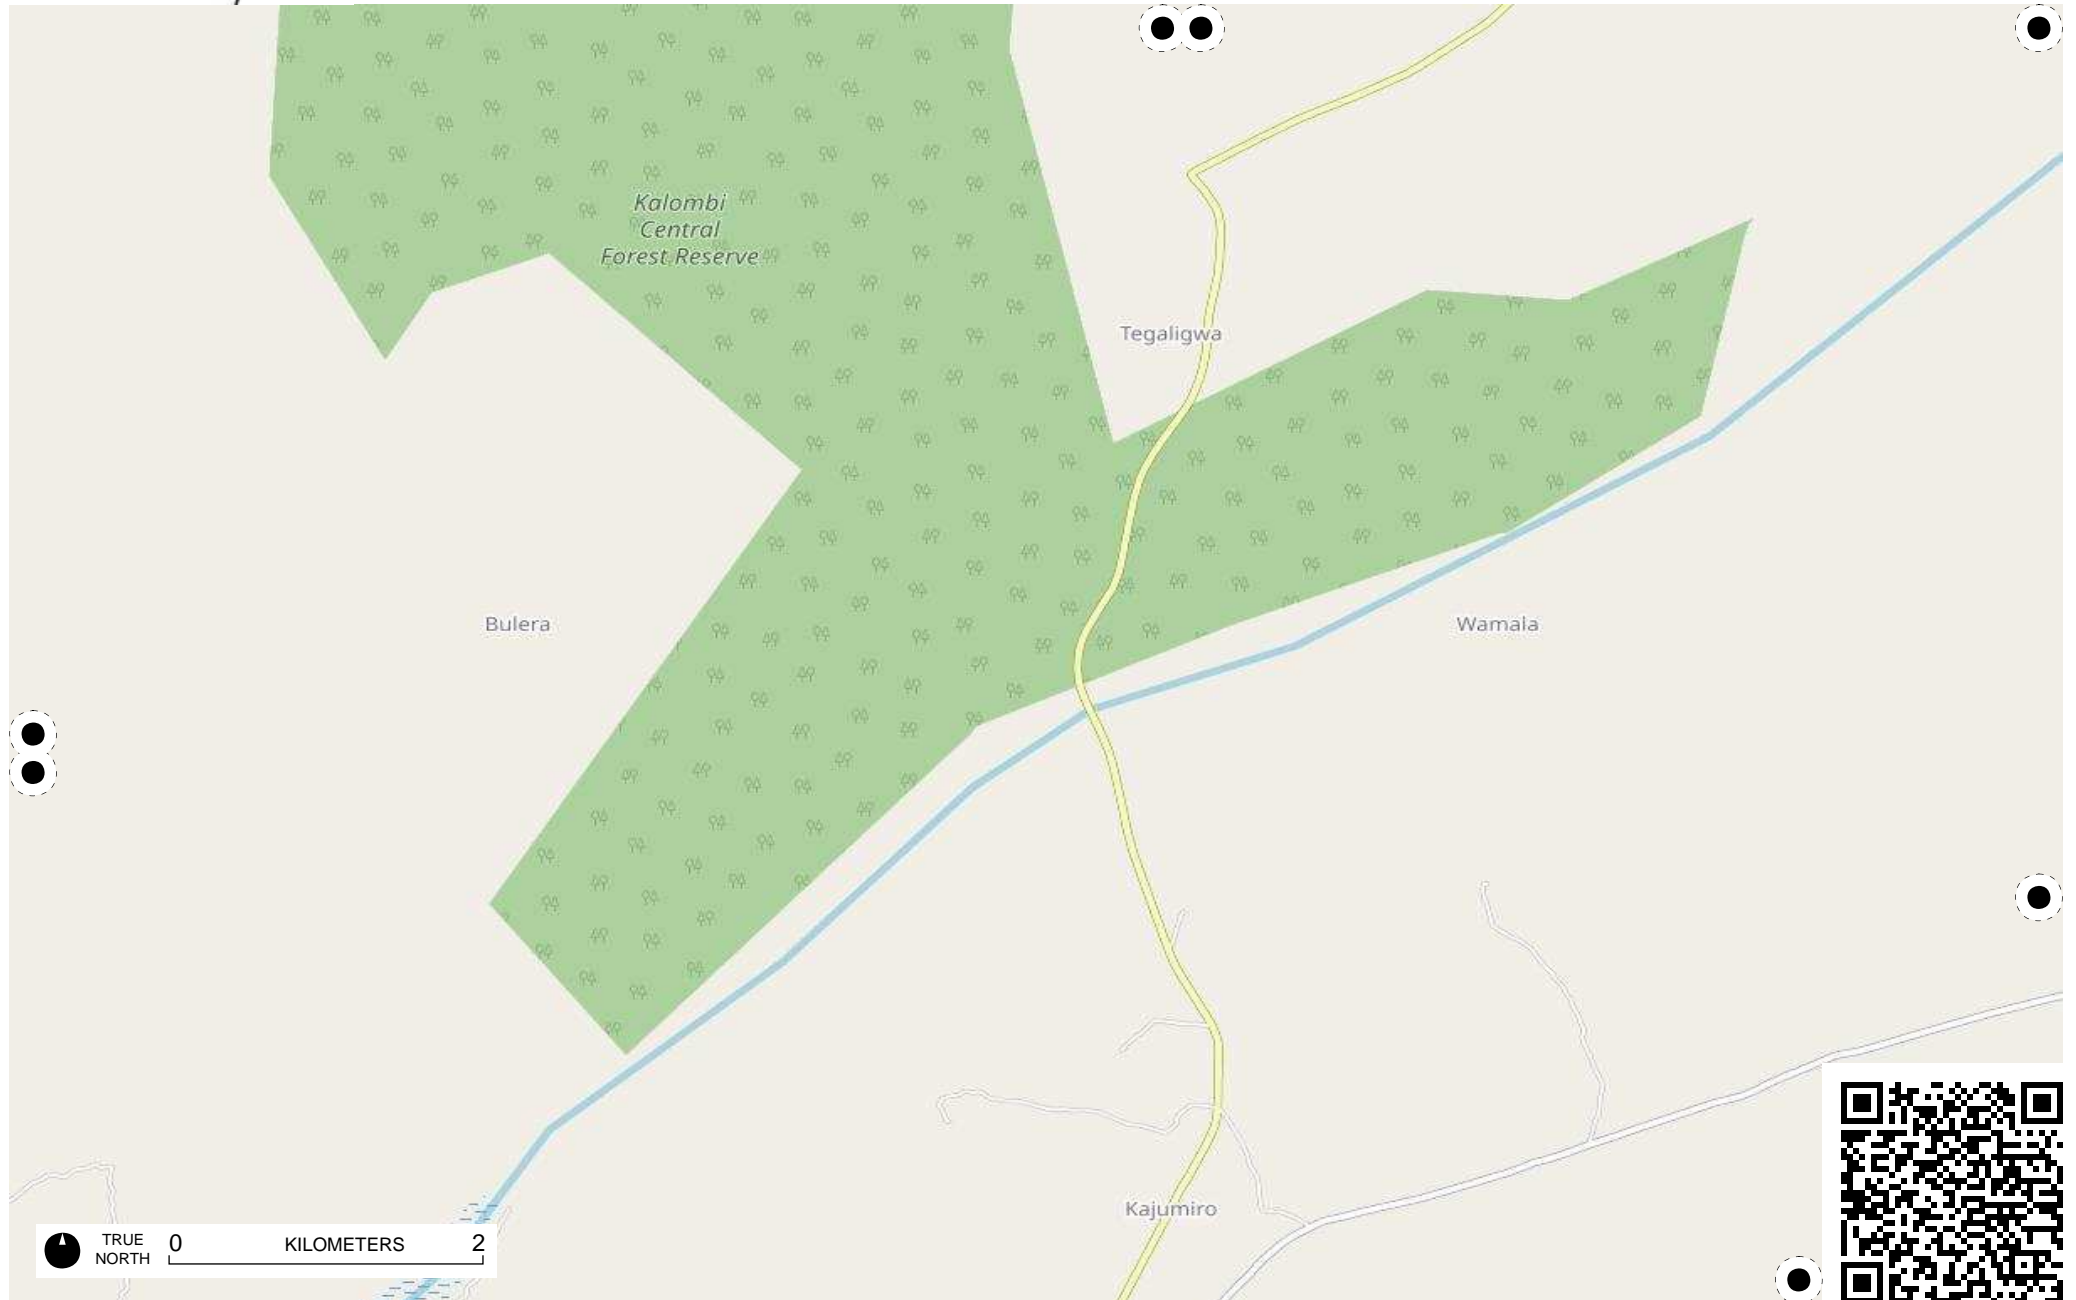 Kalombi
Central
Forest Reserve
Tegaligwa
Bulera
Wamala
Kajumiro
TRUE
NORTH
0 KILOMETERS 2